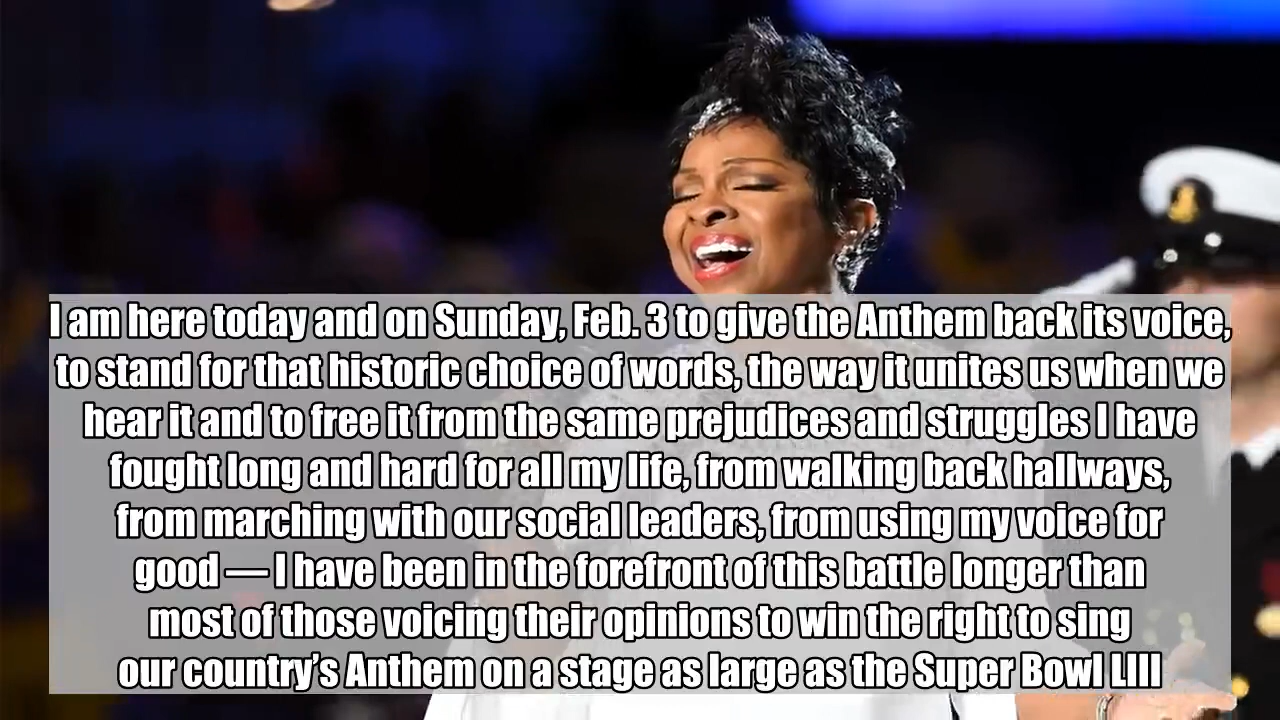 I am here today and on Sunday, Feb. 3 to give the Anthem back its voice,
to stand for that historic choice of words, the way it unites us when we
hear it and to free it from the same prejudices and struggles I have
fought long and hard for all my life, from walking back hallways,
from marching with our social leaders, from using my voice for
good — I have been in the forefront of this battle longer than
most of those voicing their opinions to win the right to sing
our country’s Anthem on a stage as large as the Super Bowl LIII